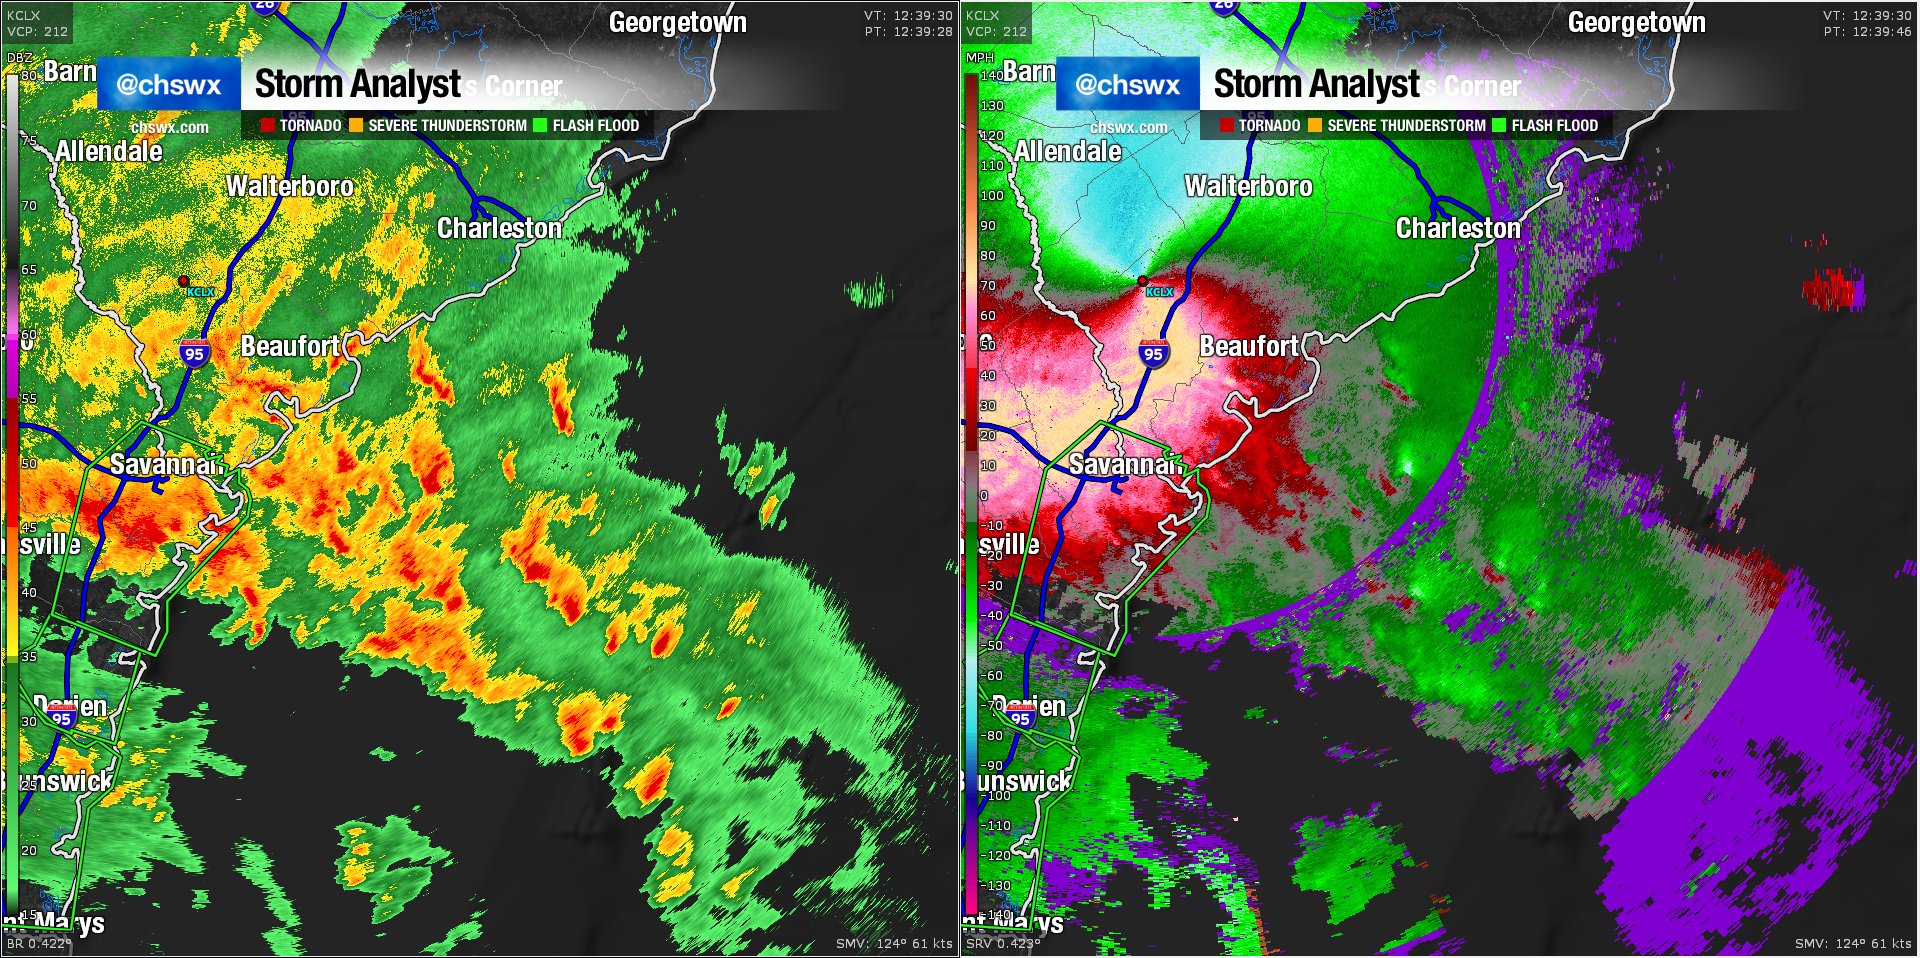 KCLX
VCP: 212
VT: 12:39:30
PT: 12:39:28
DBZ
@chswx
Storm Analyst
s Corner
chswx.com
TORNADO SEVERE THUNDERSTORM FLASH FLOOD
80
75
70
65
60
55
50
45
40
35
30
25
20
15
26
Georgetown
Barn
95
Allendale
Walterboro
Charleston
KCLX
95
Beaufort
Savannah
sville
Darien
95
Brunswick
nt Marys
BR 0.422°
SMV: 124° 61 kts
KCLX
VCP: 212
VT: 12:39:30
PT: 12:39:46
MPH
@chswx
Storm Analyst
s Corner
chswx.com
TORNADO SEVERE THUNDERSTORM FLASH FLOOD
140
130
120
110
100
90
80
70
60
50
40
30
20
10
0
-10
-20
-30
-40
-50
-60
-70
-80
-90
-100
-110
-120
-130
-140
26
Georgetown
Barn
95
Allendale
Walterboro
Charleston
KCLX
95
Beaufort
Savannah
sville
Darien
95
unswick
nt Marys
SRV 0.423°
SMV: 124° 61 kts